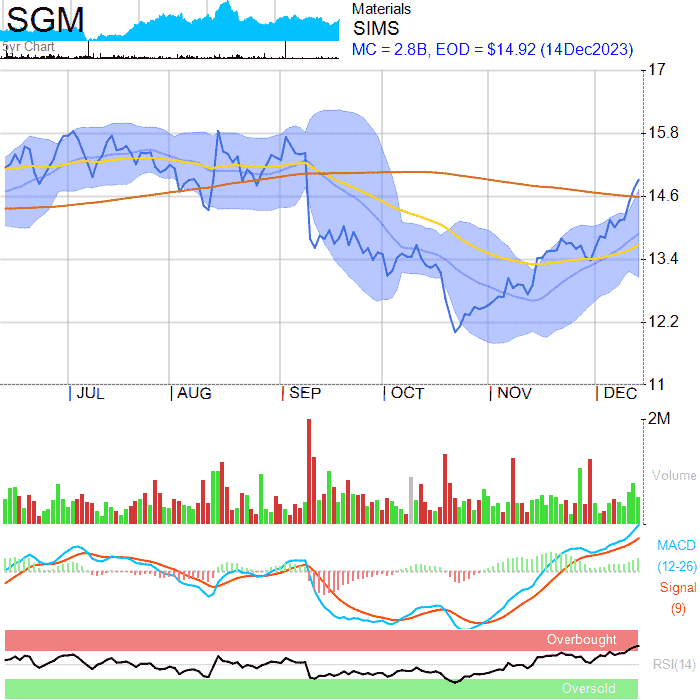 SGM
5yr Chart
Materials
SIMS
MC = 2.8B, EOD = $14.92 (14Dec2023)
17
15.8
14.6
13.4
12.2
11
JUL AUG SEP OCT NOV DEC
2M
Volume
MACD
(12-26)
Signal
(9)
Overbought
RSI(14)
Oversold